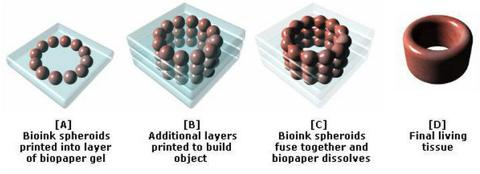 [A]
Bioink spheroids
printed into layer
of biopaper gel
[B]
Additional layers
printed to build
object
[C]
Bioink spheroids
fuse together and
biopaper dissolves
[D]
Final living
tissue